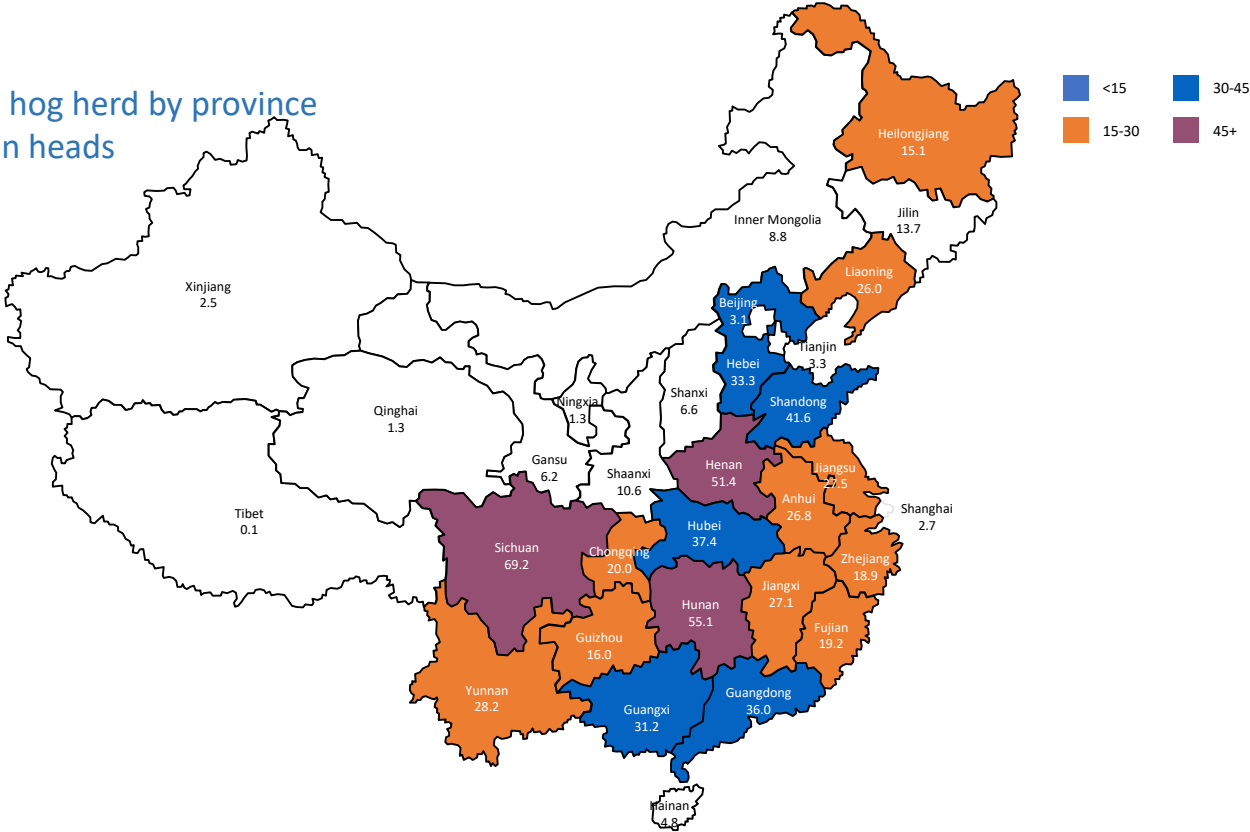 hog herd by province
n heads
<15
30-45
15-30
45+
Heilongjiang
15.1
Jilin
13.7
Inner Mongolia
8.8
Liaoning
26.0
Xinjiang
2.5
Beijing
3.1
Tianjin
3.3
Hebei
33.3
Shanxi
6.6
Shandong
41.6
Ningxia
1.3
Qinghai
1.3
Gansu
6.2
Shaanxi
10.6
Henan
51.4
Jiangsu
27.5
Anhui
26.8
Shanghai
2.7
Tibet
0.1
Sichuan
69.2
Chongqing
20.0
Hubei
37.4
Zhejiang
18.9
Jiangxi
27.1
Hunan
55.1
Fujian
19.2
Guizhou
16.0
Yunnan
28.2
Guangxi
31.2
Guangdong
36.0
Hainan
4.8